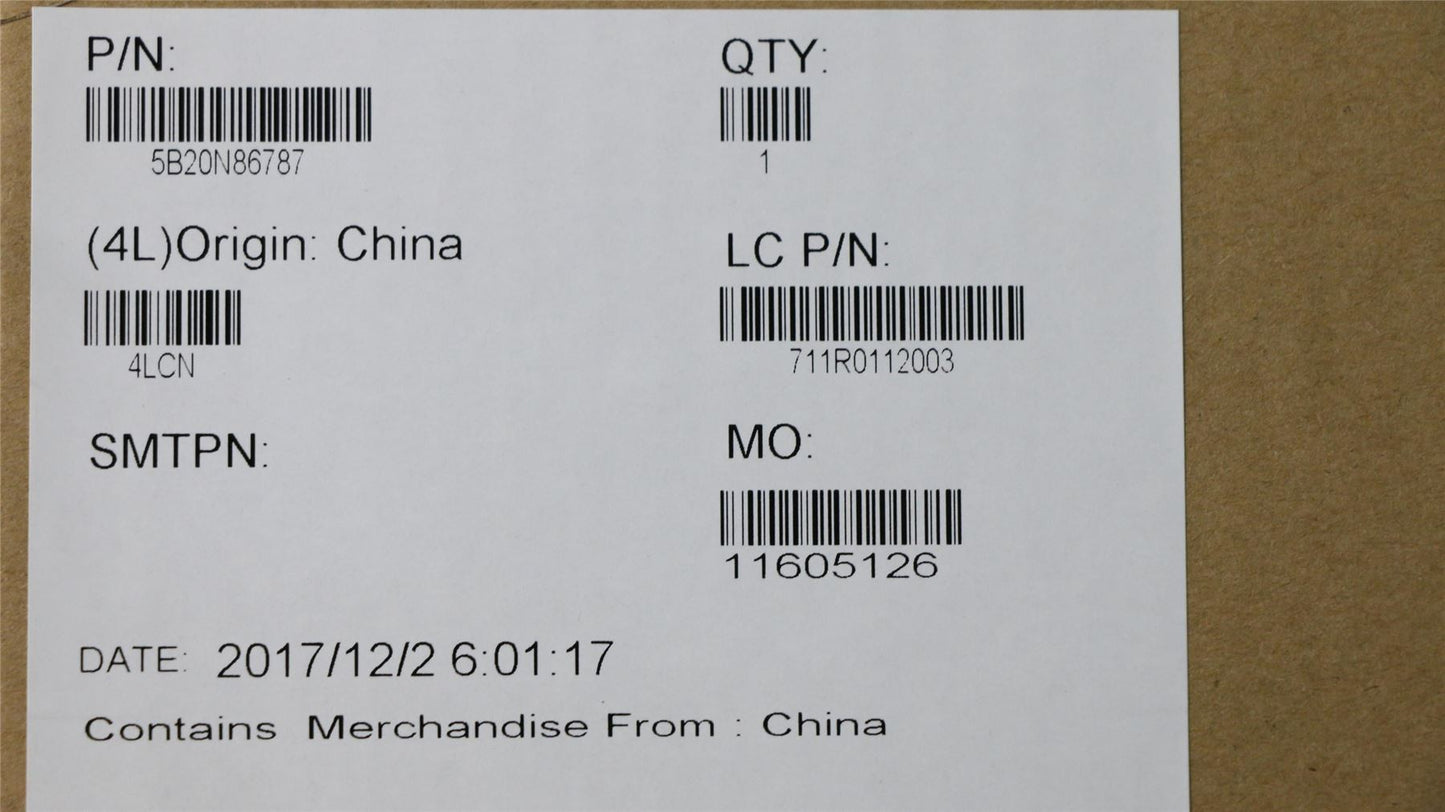 P/N:
5B20N86787
QTY:
1
(4L)Origin: China
4LCN
LC P/N:
711R0112003
SMTPN:
MO:
11605126
DATE: 2017/12/2 6:01:17
Contains Merchandise From : China